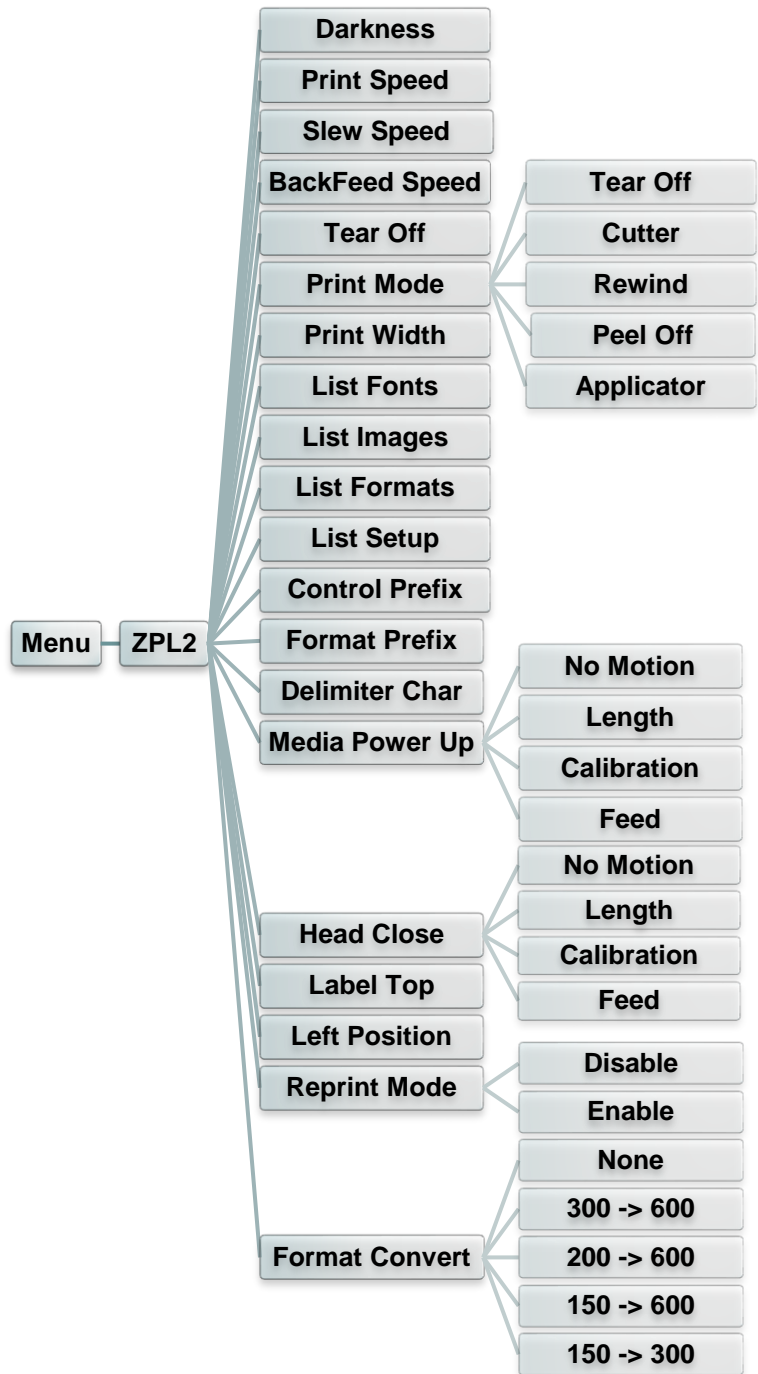 Menu
ZPL2
Darkness
Print Speed
Slew Speed
BackFeed Speed
Tear Off
Print Mode
Tear Off
Cutter
Rewind
Peel Off
Applicator
Print Width
List Fonts
List Images
List Formats
List Setup
Control Prefix
Format Prefix
Delimiter Char
Media Power Up
No Motion
Length
Calibration
Feed
Head Close
No Motion
Length
Calibration
Feed
Label Top
Left Position
Reprint Mode
Disable
Enable
Format Convert
None
300 -> 600
200 -> 600
150 -> 600
150 -> 300